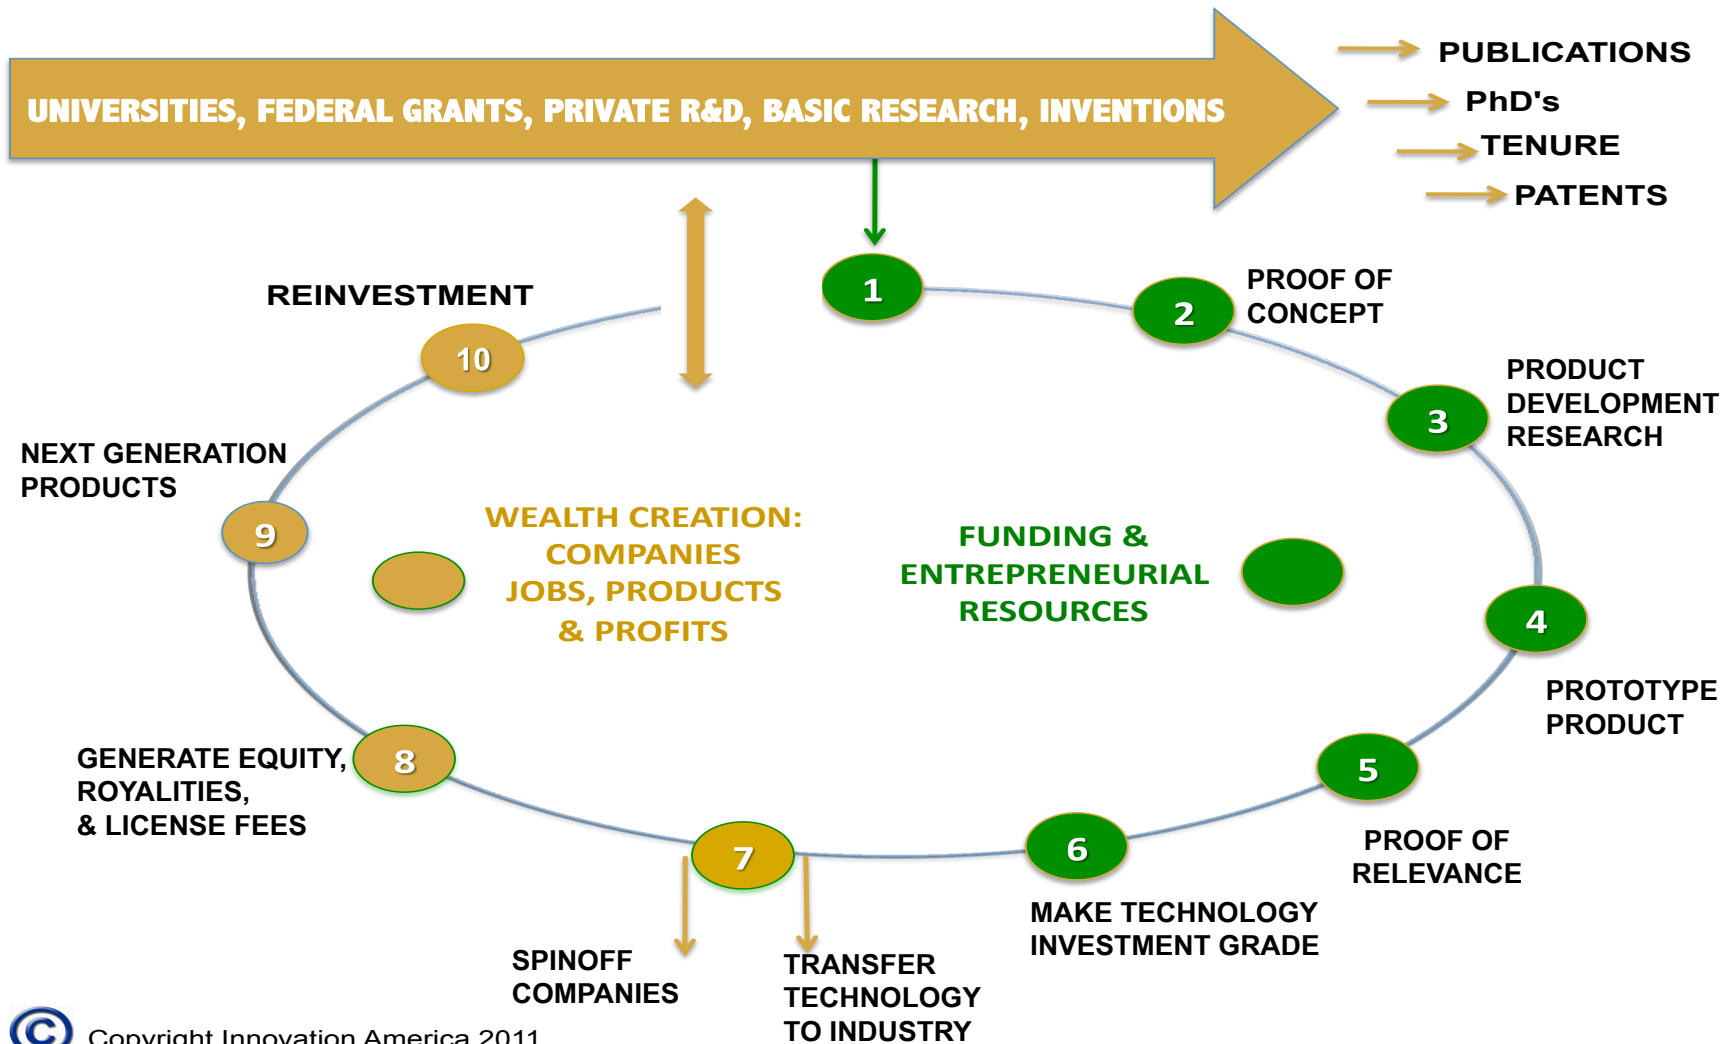 UNIVERSITIES, FEDERAL GRANTS, PRIVATE R&D, BASIC RESEARCH, INVENTIONS
PUBLICATIONS
PhD's
TENURE
PATENTS
1
2
PROOF OF
CONCEPT
3
PRODUCT
DEVELOPMENT
RESEARCH
4
PROTOTYPE
PRODUCT
5
PROOF OF
RELEVANCE
6
MAKE TECHNOLOGY
INVESTMENT GRADE
7
SPINOFF
COMPANIES
TRANSFER
TECHNOLOGY
TO INDUSTRY
8
GENERATE EQUITY,
ROYALITIES,
& LICENSE FEES
9
NEXT GENERATION
PRODUCTS
10
REINVESTMENT
WEALTH CREATION:
COMPANIES
JOBS, PRODUCTS
& PROFITS
FUNDING &
ENTREPRENEURIAL
RESOURCES
© Copyright Innovation America 2011